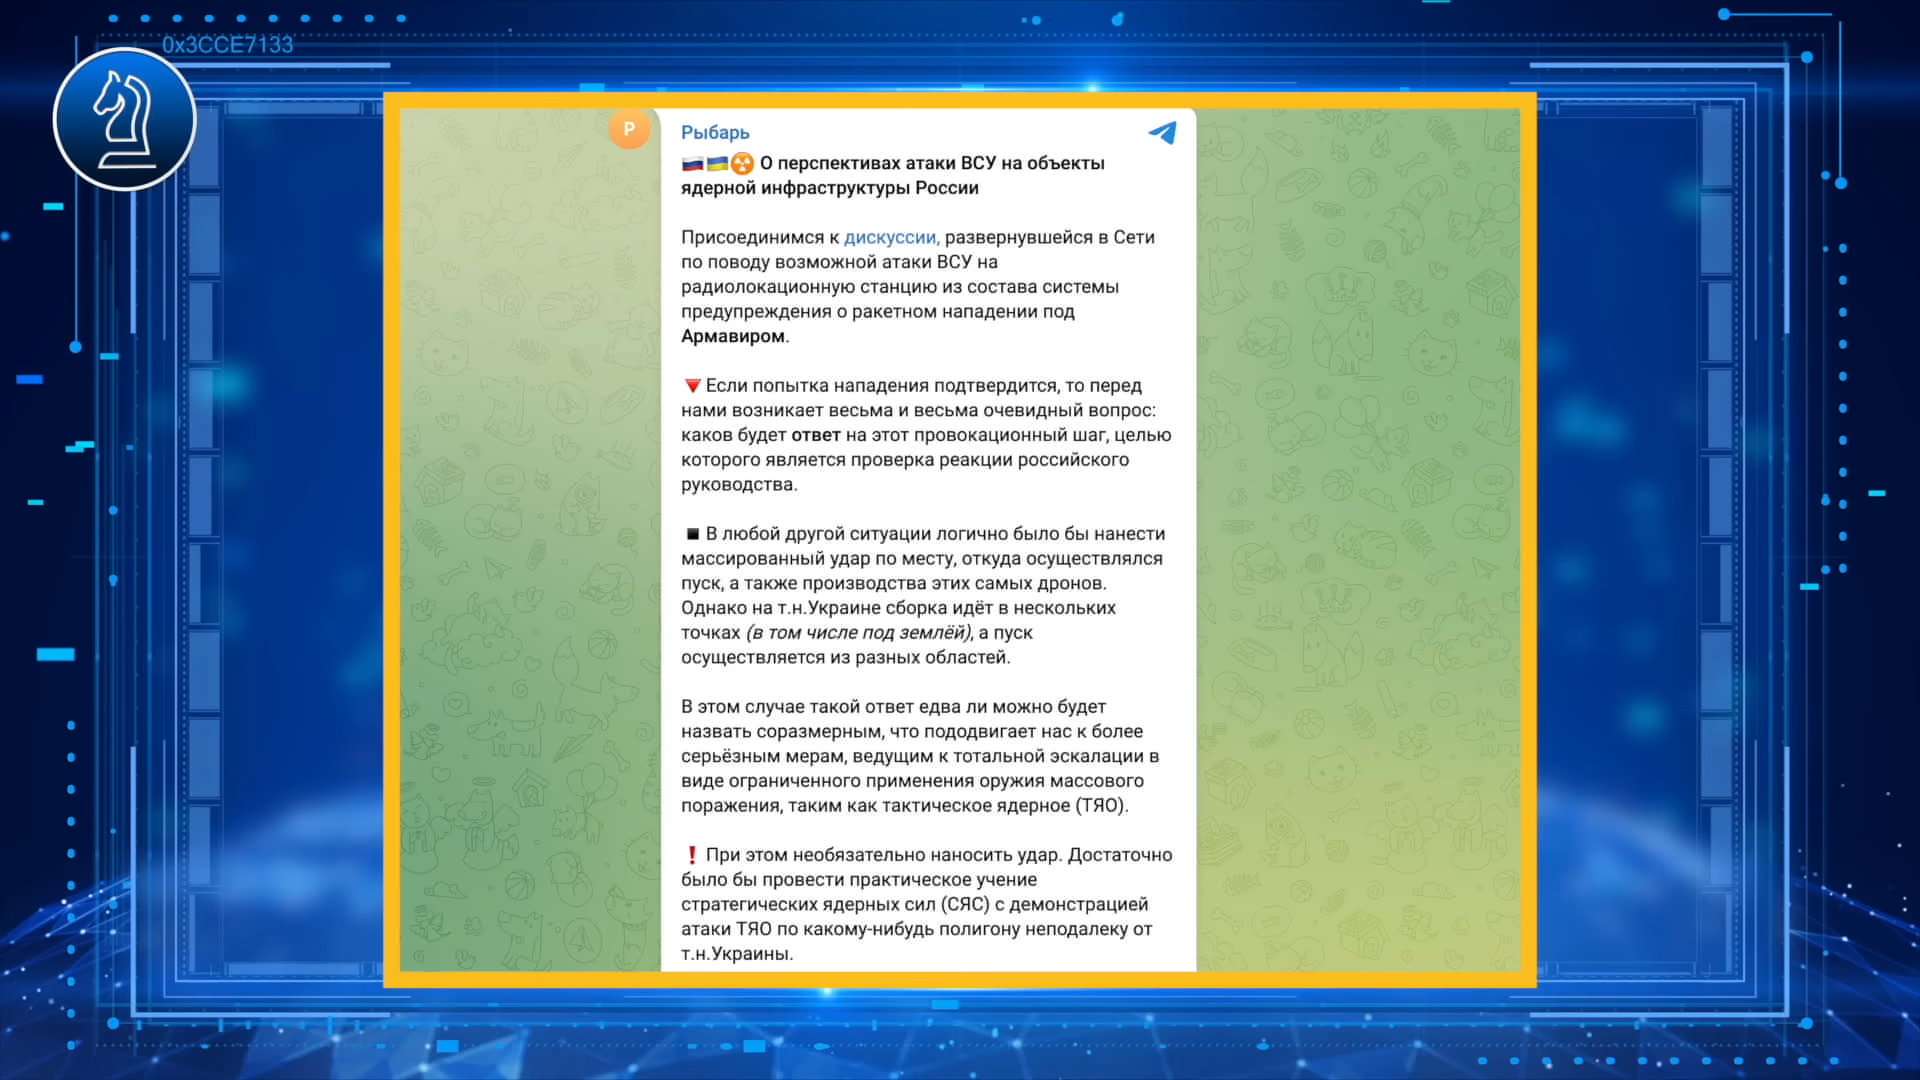 0x3CCE7133
Р
Рыбарь
О перспективах атаки ВСУ на объекты
ядерной инфраструктуры России
Присоединимся к дискуссии, развернувшейся в Сети
по поводу возможной атаки ВСУ на
радиолокационную станцию из состава системы
предупреждения о ракетном нападении под
Армавиром.
Если попытка нападения подтвердится, то перед
нами возникает весьма и весьма очевидный вопрос:
каков будет ответ на этот провокационный шаг, целью
которого является проверка реакции российского
руководства.
В любой другой ситуации логично было бы нанести
массированный удар по месту, откуда осуществлялся
пуск, а также производства этих самых дронов.
Однако на т.н.Украине сборка идёт в нескольких
точках (в том числе под землёй), а пуск
осуществляется из разных областей.
В этом случае такой ответ едва ли можно будет
назвать соразмерным, что пододвигает нас к более
серьёзным мерам, ведущим к тотальной эскалации в
виде ограниченного применения оружия массового
поражения, таким как тактическое ядерное (ТЯО).
❗ При этом необязательно наносить удар. Достаточно
было бы провести практическое учение
стратегических ядерных сил (СЯС) с демонстрацией
атаки ТЯО по какому-нибудь полигону неподалеку от
т.н.Украины.